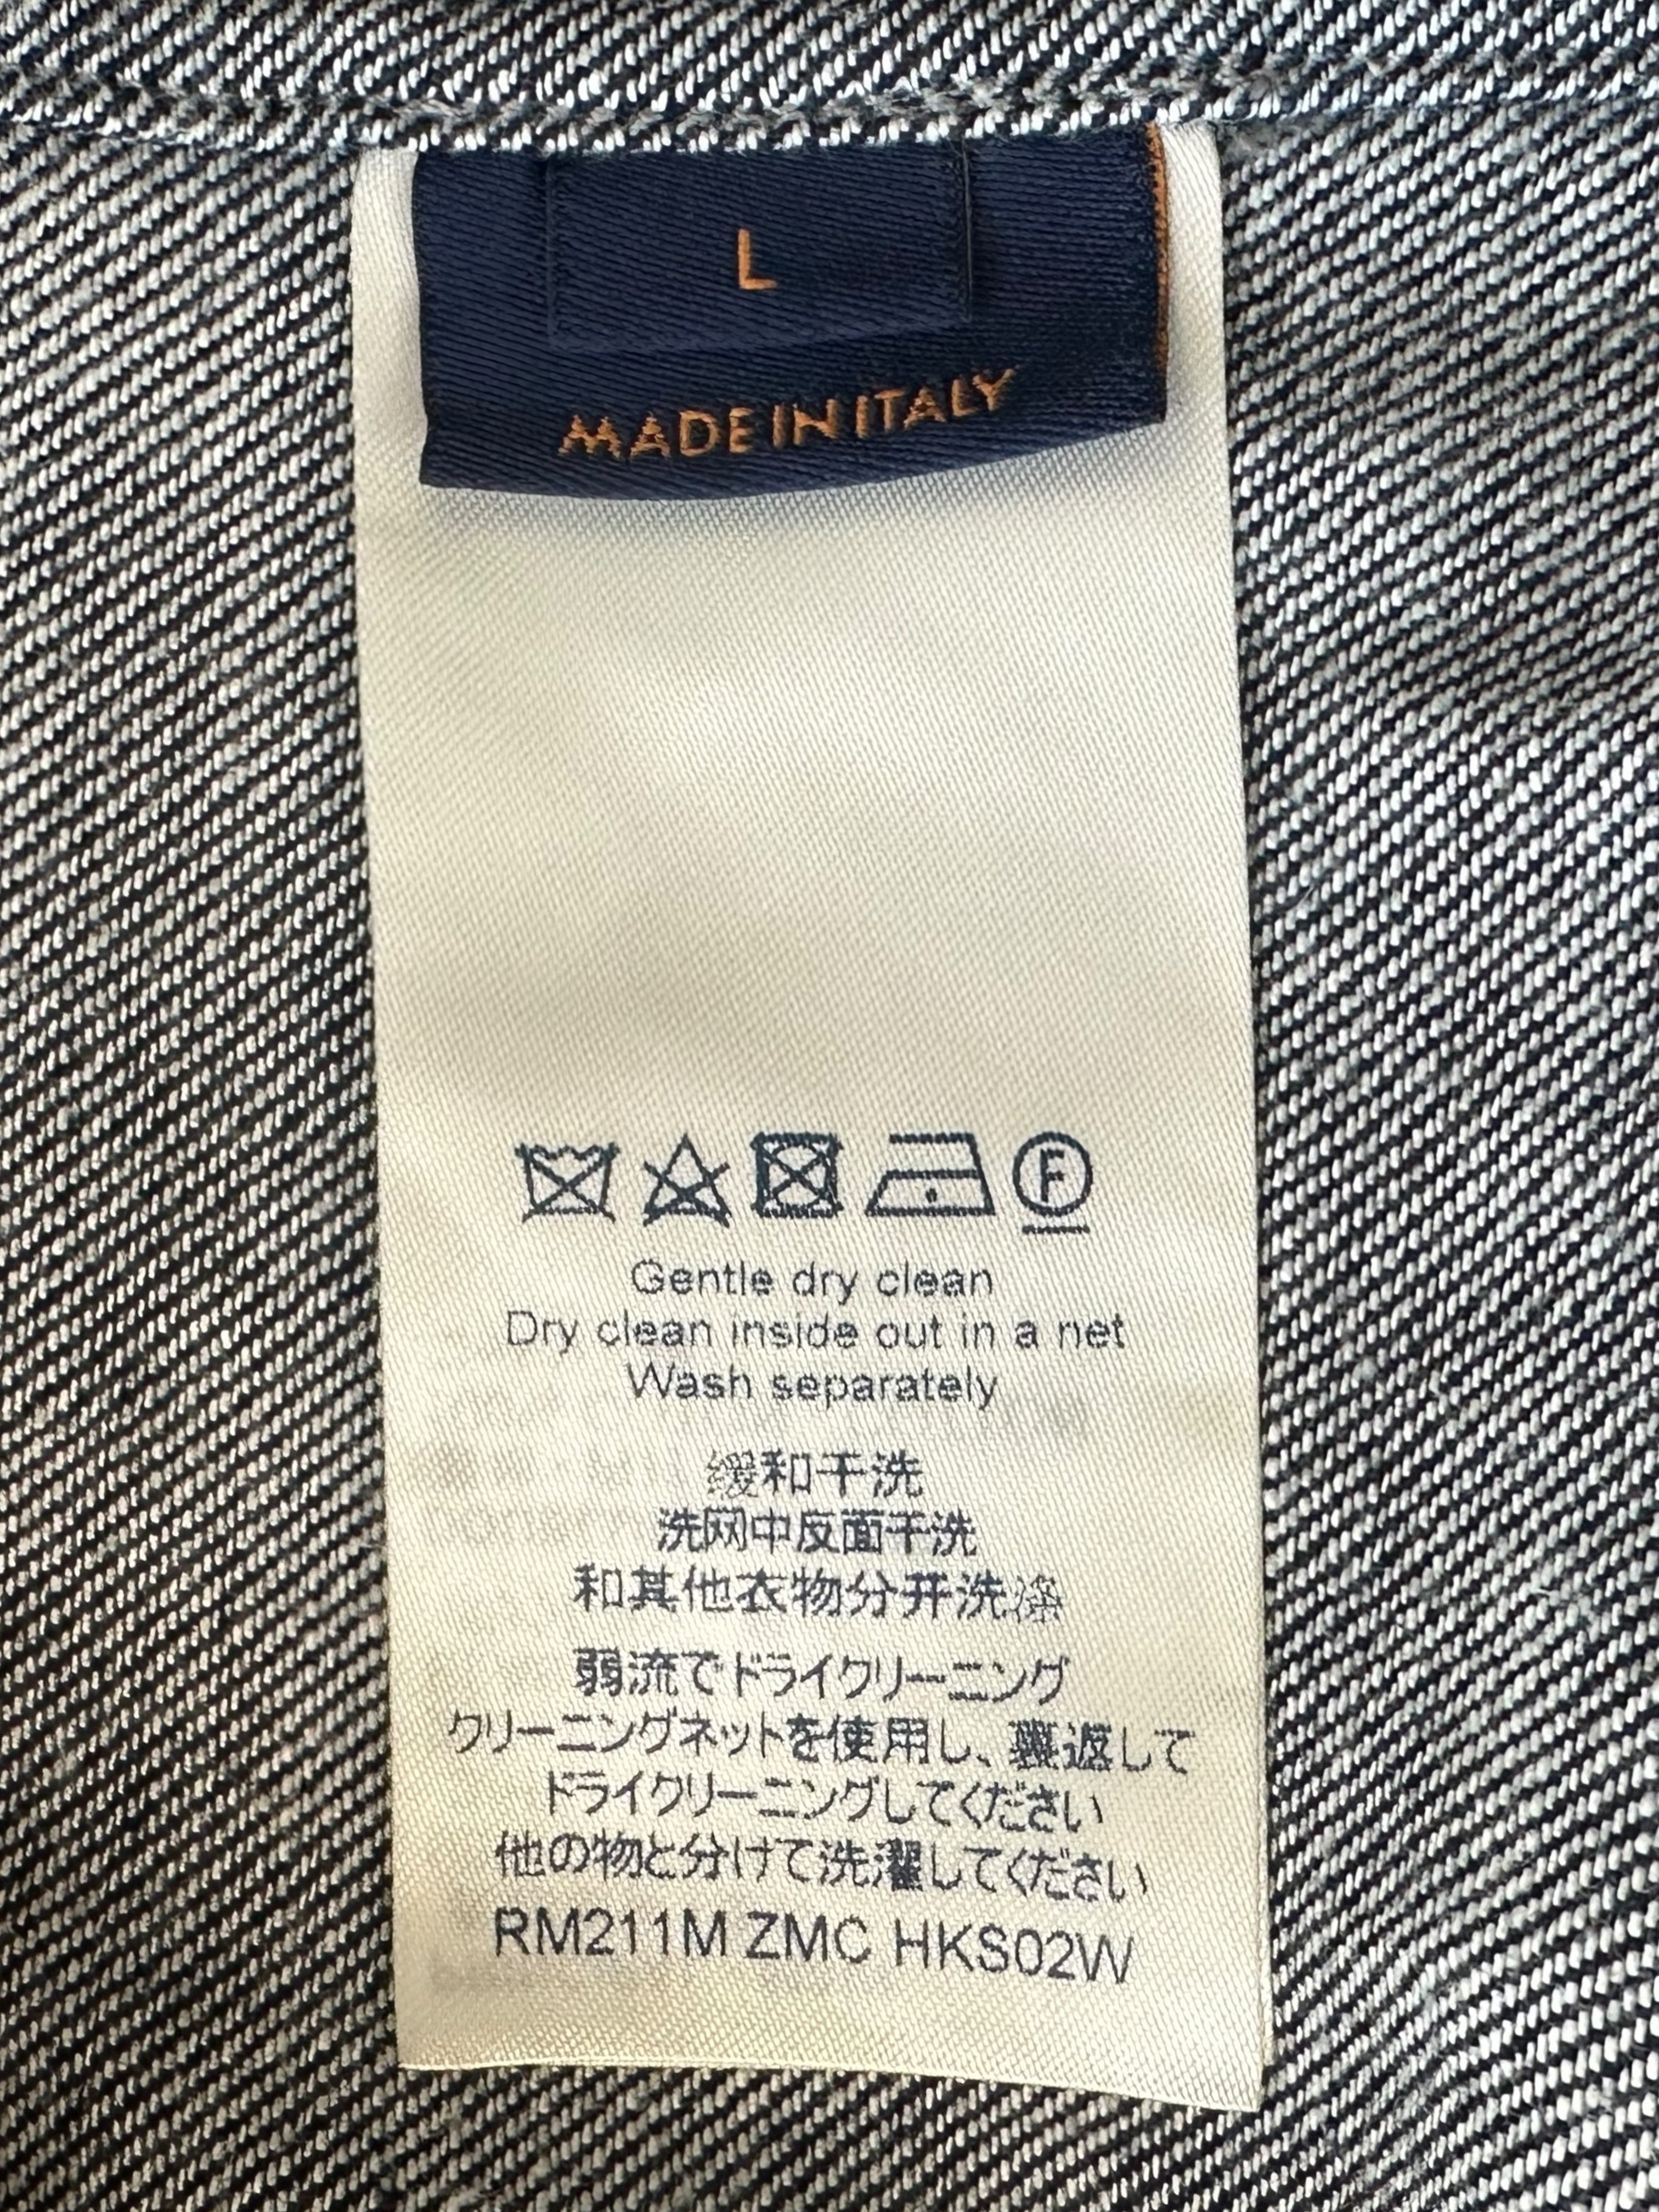 L
MADE IN ITALY
F
Gentle dry clean
Dry clean inside out in a net
Wash separately
缓和干洗
洗网中反面干洗
和其他衣物分开洗涤
弱流でドライクリーニング
クリーニングネットを使用し、裏返して
ドライクリーニングしてください
他の物と分けて洗濯してください
RM211M ZMC HKS02W